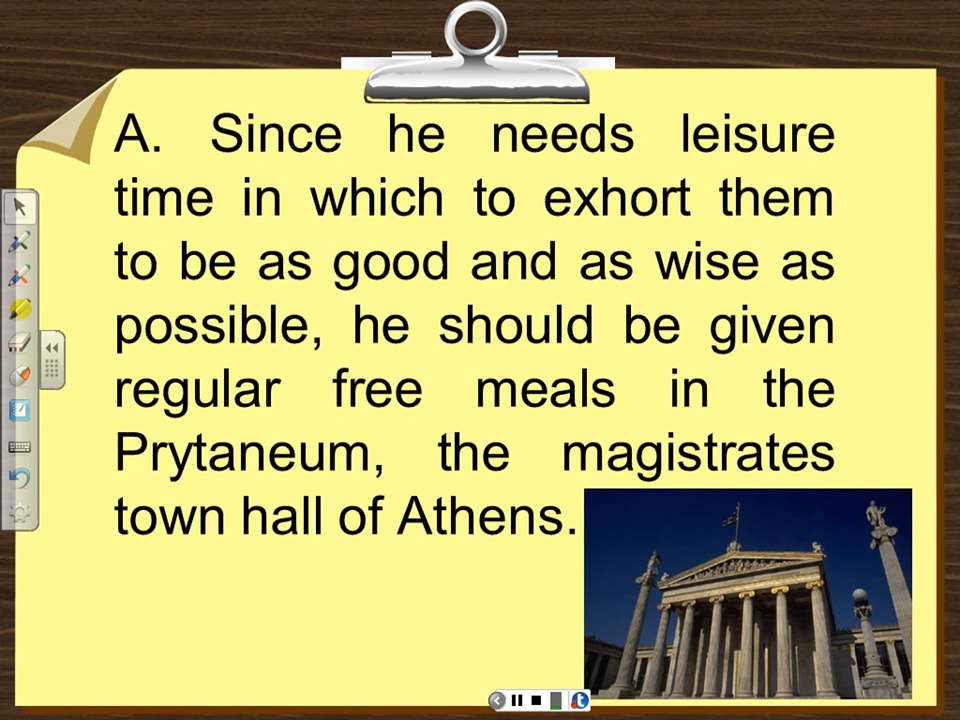 A. Since he needs leisure
time in which to exhort them
to be as good and as wise as
possible, he should be given
regular free meals in the
Prytaneum, the magistrates
town hall of Athens.